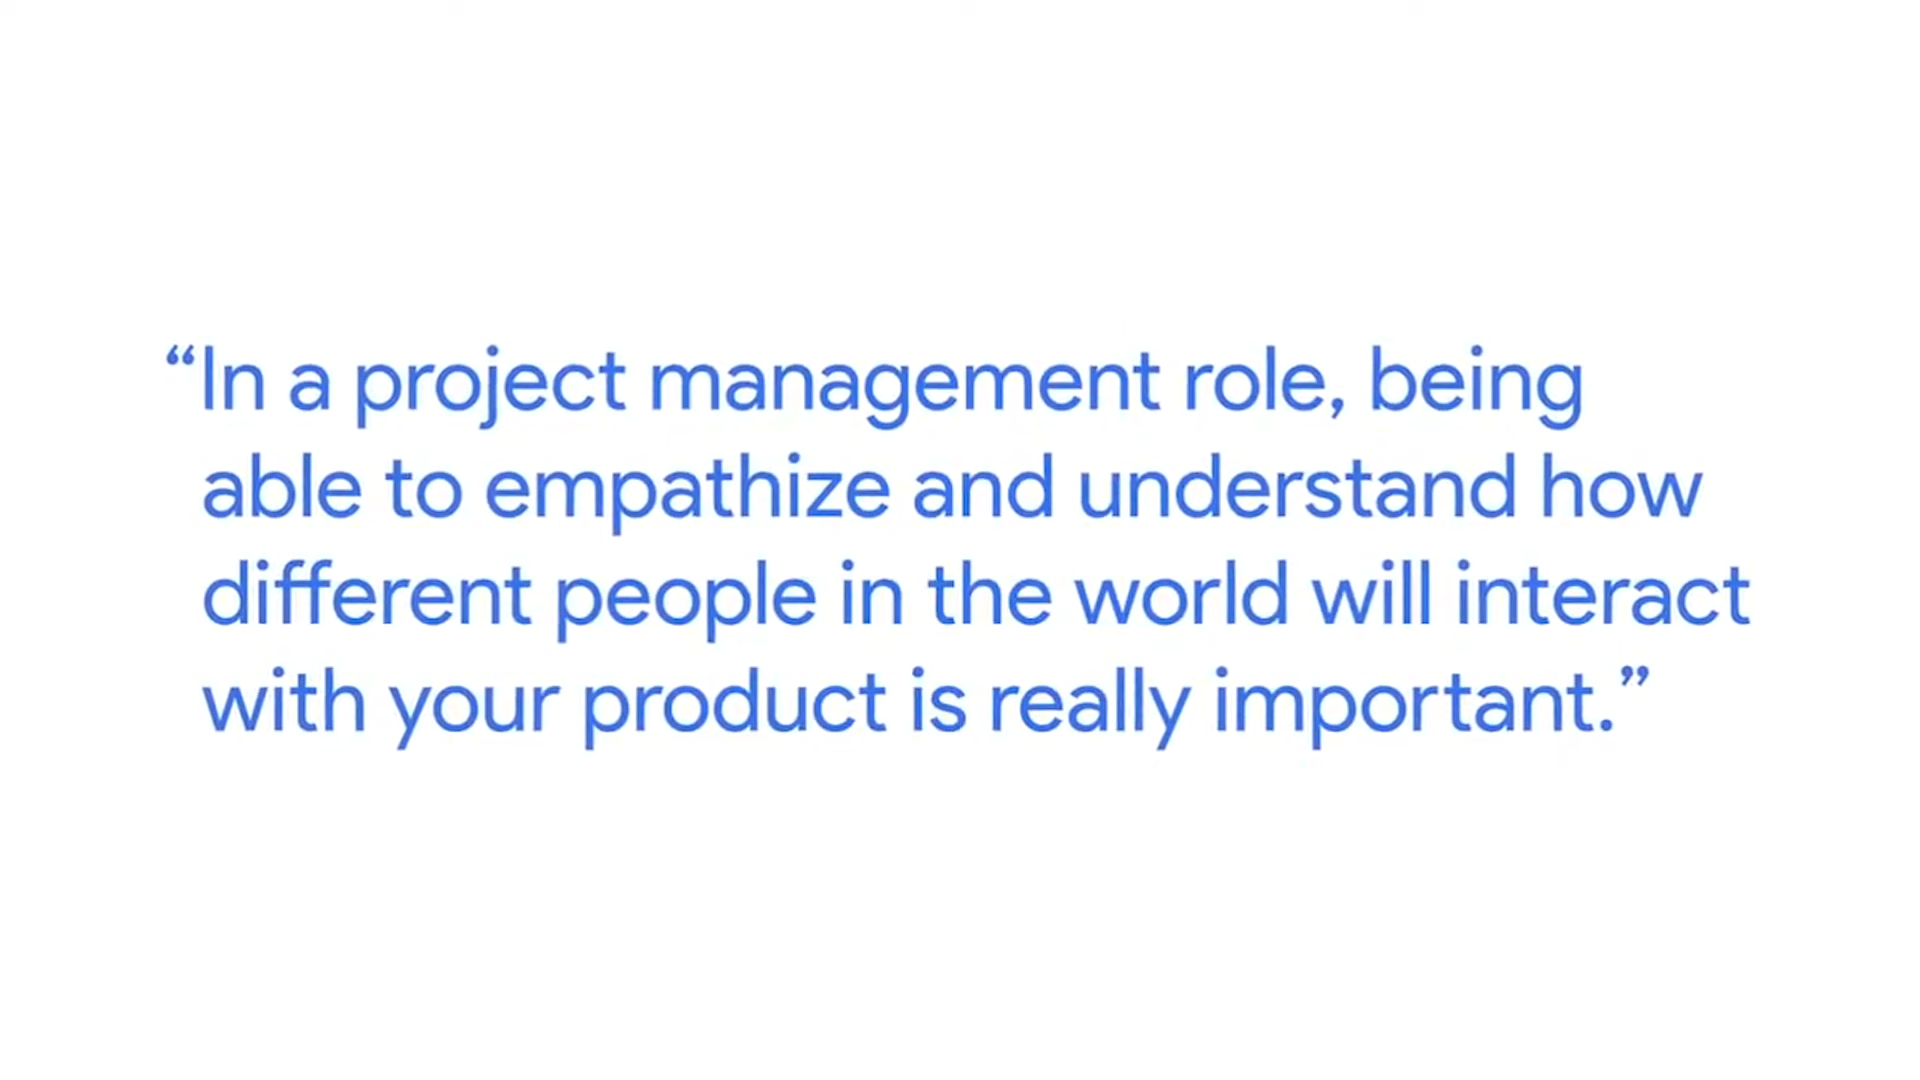 “In a project management role, being
able to empathize and understand how
different people in the world will interact
with your product is really important.”